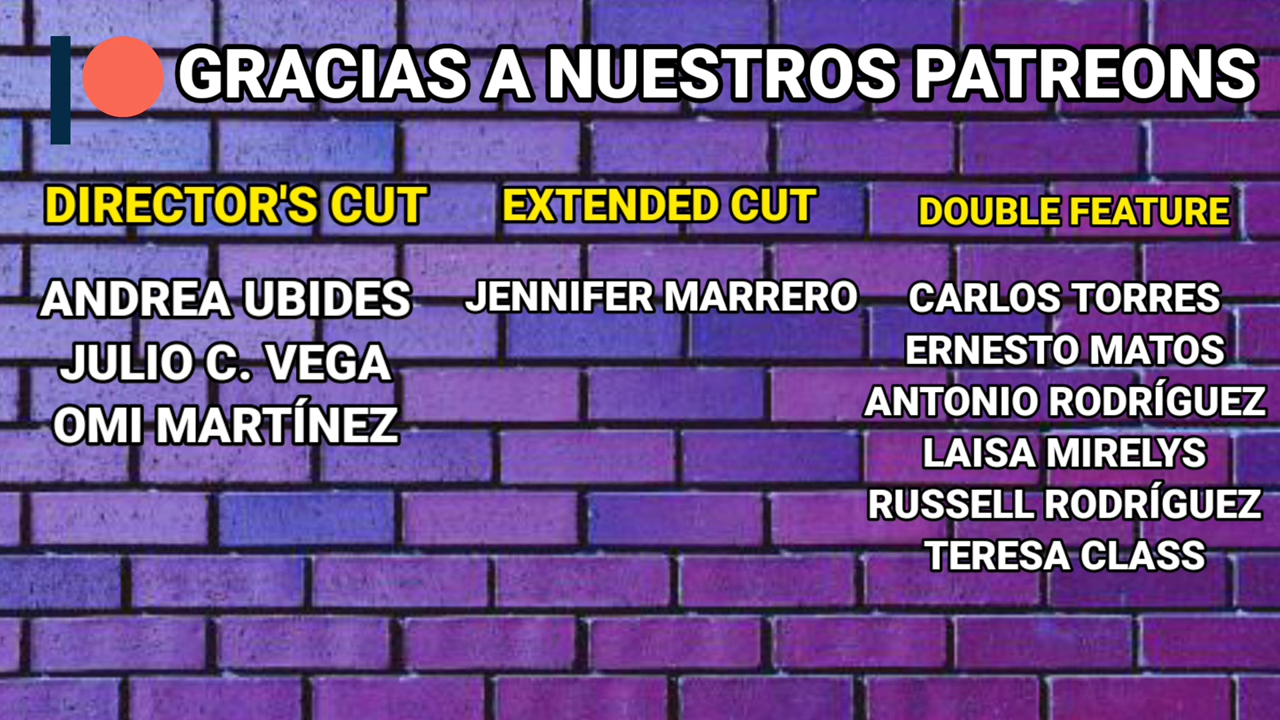 GRACIAS A NUESTROS PATREONS
DIRECTOR'S CUT
ANDREA UBIDES
JULIO C. VEGA
OMI MARTÍNEZ
EXTENDED CUT
JENNIFER MARRERO
DOUBLE FEATURE
CARLOS TORRES
ERNESTO MATOS
ANTONIO RODRÍGUEZ
LAISA MIRELYS
RUSSELL RODRÍGUEZ
TERESA CLASS